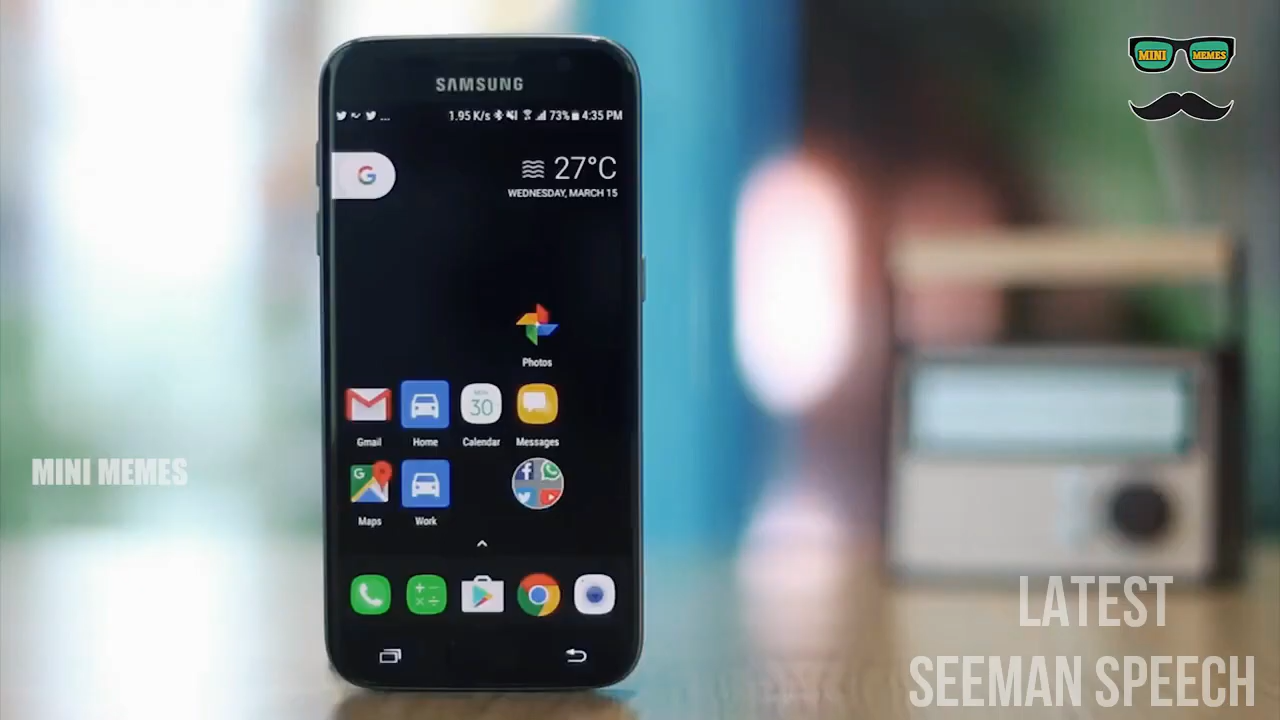 MINI MEMES
SAMSUNG
1.95 K/s 73% 4:35 PM
G
27°C
WEDNESDAY, MARCH 15
Photos
MON
30
Gmail Home Calendar Messages
G
Maps Work
MINI MEMES
LATEST
SEEMAN SPEECH